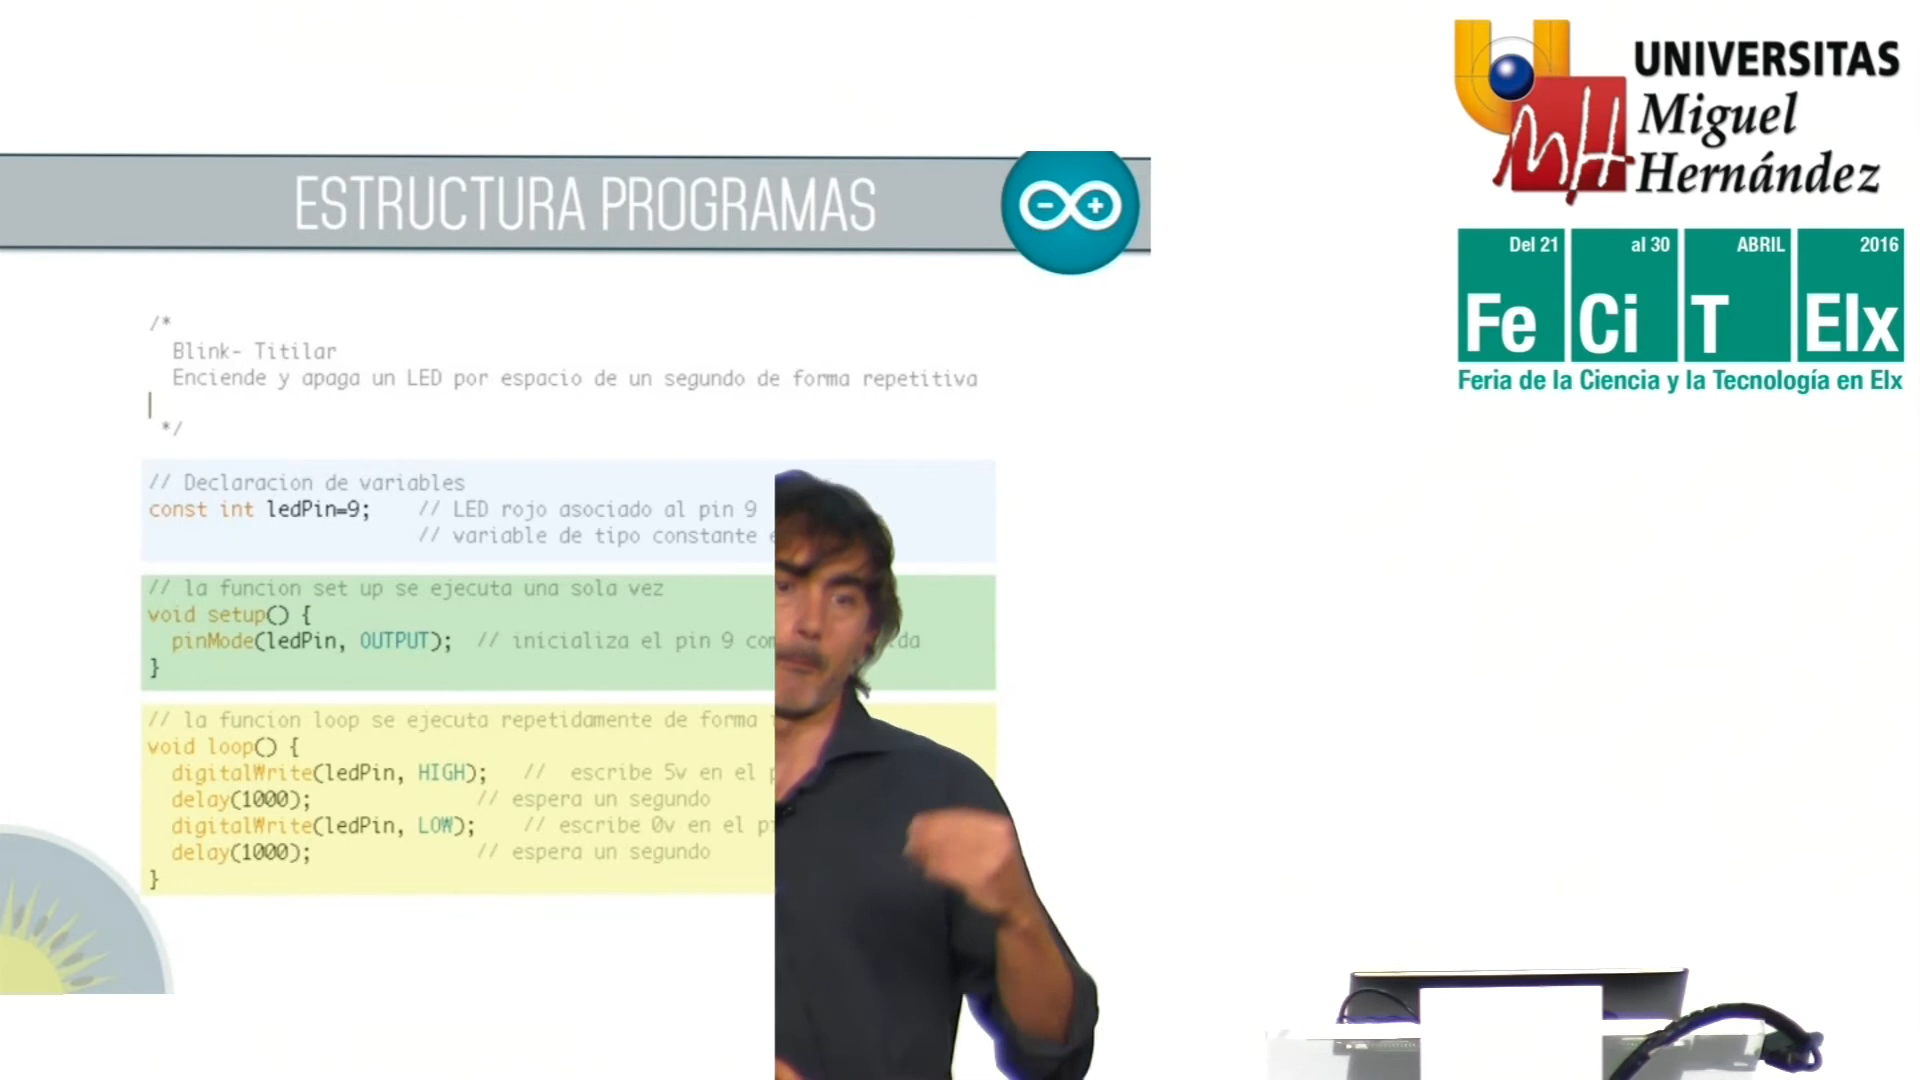 ESTRUCTURA PROGRAMAS
/*
Blink- Titilar
Enciende y apaga un LED por espacio de un segundo de forma repetitiva
*/
// Declaracion de variables
const int ledPin=9; // LED rojo asociado al pin 9
// variable de tipo constante
// la funcion set up se ejecuta una sola vez
void setup() {
pinMode(ledPin, OUTPUT); // inicializa el pin 9
}
// la funcion loop se ejecuta repetidamente de forma
void loop() {
digitalWrite(ledPin, HIGH); // escribe 5v en el
delay(1000); // espera un segundo
digitalWrite(ledPin, LOW); // escribe 0v en el
delay(1000); // espera un segundo
}
UNIVERSITAS
Miguel
Hernández
Del 21 al 30 ABRIL 2016
Fe Ci T Elx
Feria de la Ciencia y la Tecnología en Elx